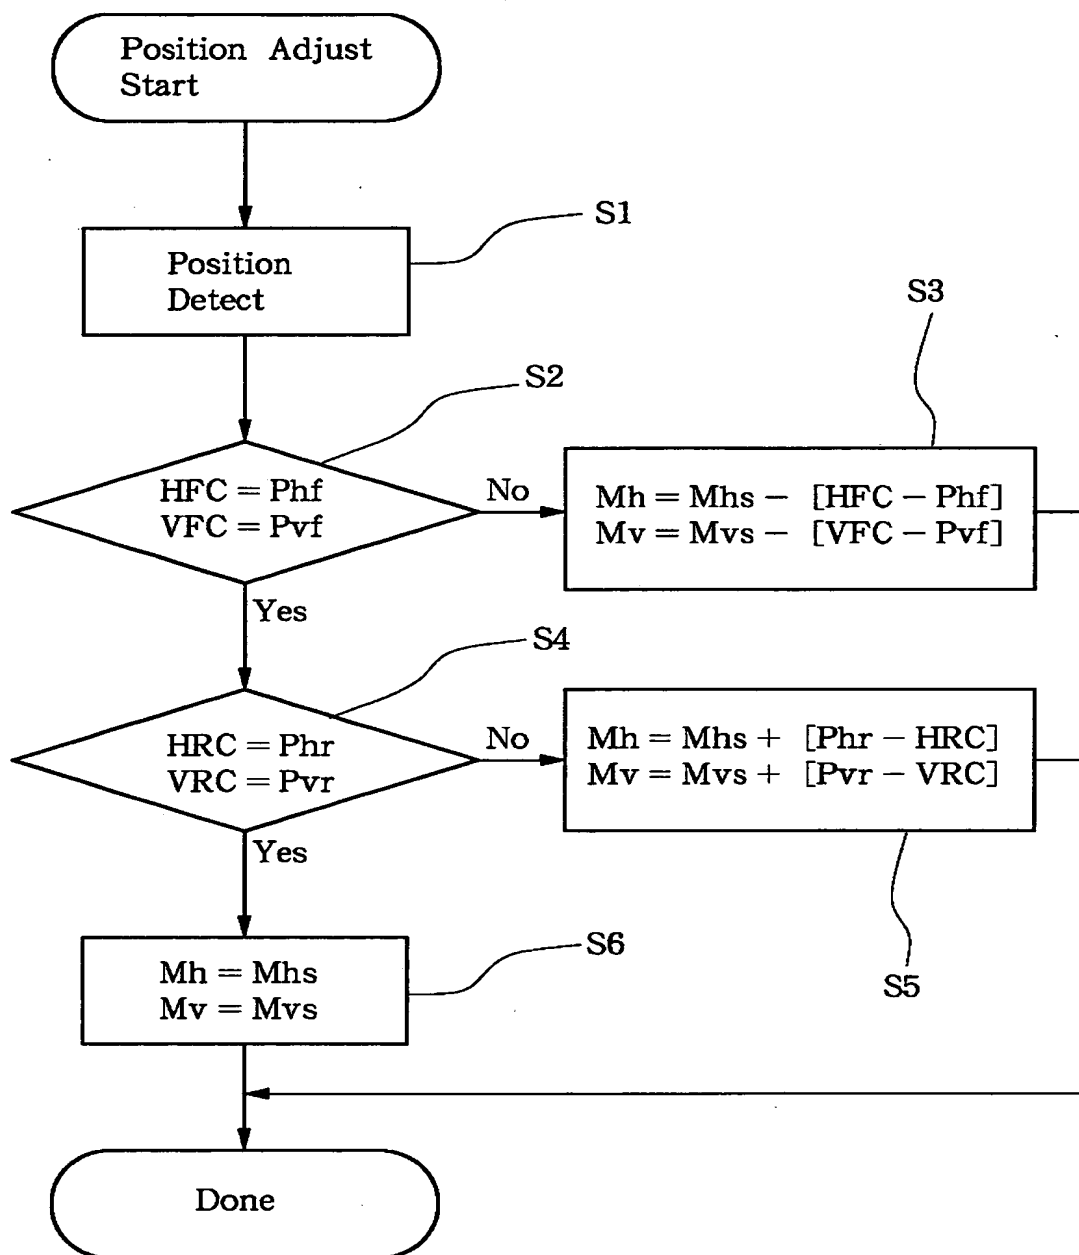 Position Adjust
Start
S1
Position
Detect
S3
S2
HFC = Phf
VFC = Pvf
No
Mh = Mhs − [HFC − Phf]
Mv = Mvs − [VFC − Pvf]
Yes
S4
HRC = Phr
VRC = Pvr
No
Mh = Mhs + [Phr − HRC]
Mv = Mvs + [Pvr − VRC]
Yes
S6
S5
Mh = Mhs
Mv = Mvs
Done